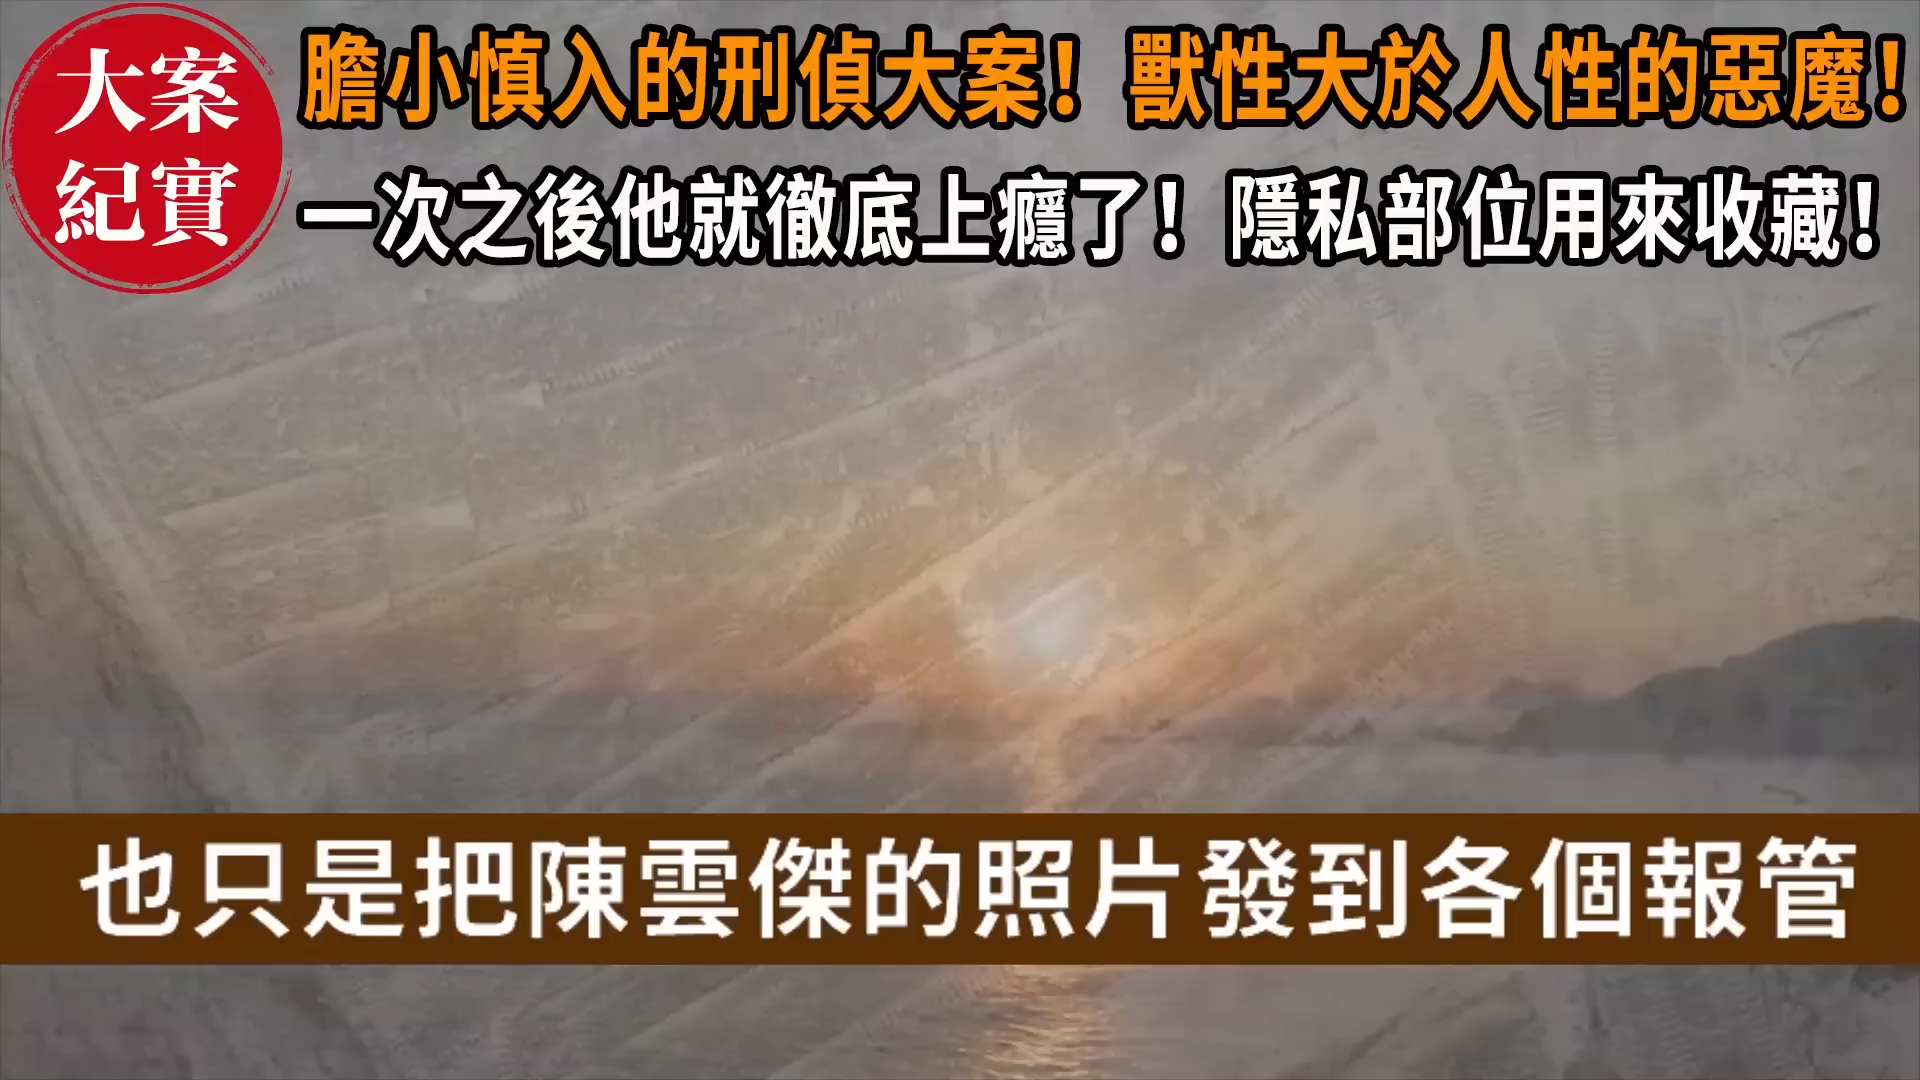 大案
紀實
膽小慎入的刑偵大案！獸性大於人性的惡魔！
一次之後他就徹底上癮了！隱私部位用來收藏！
也只是把陳雲傑的照片發到各個報管